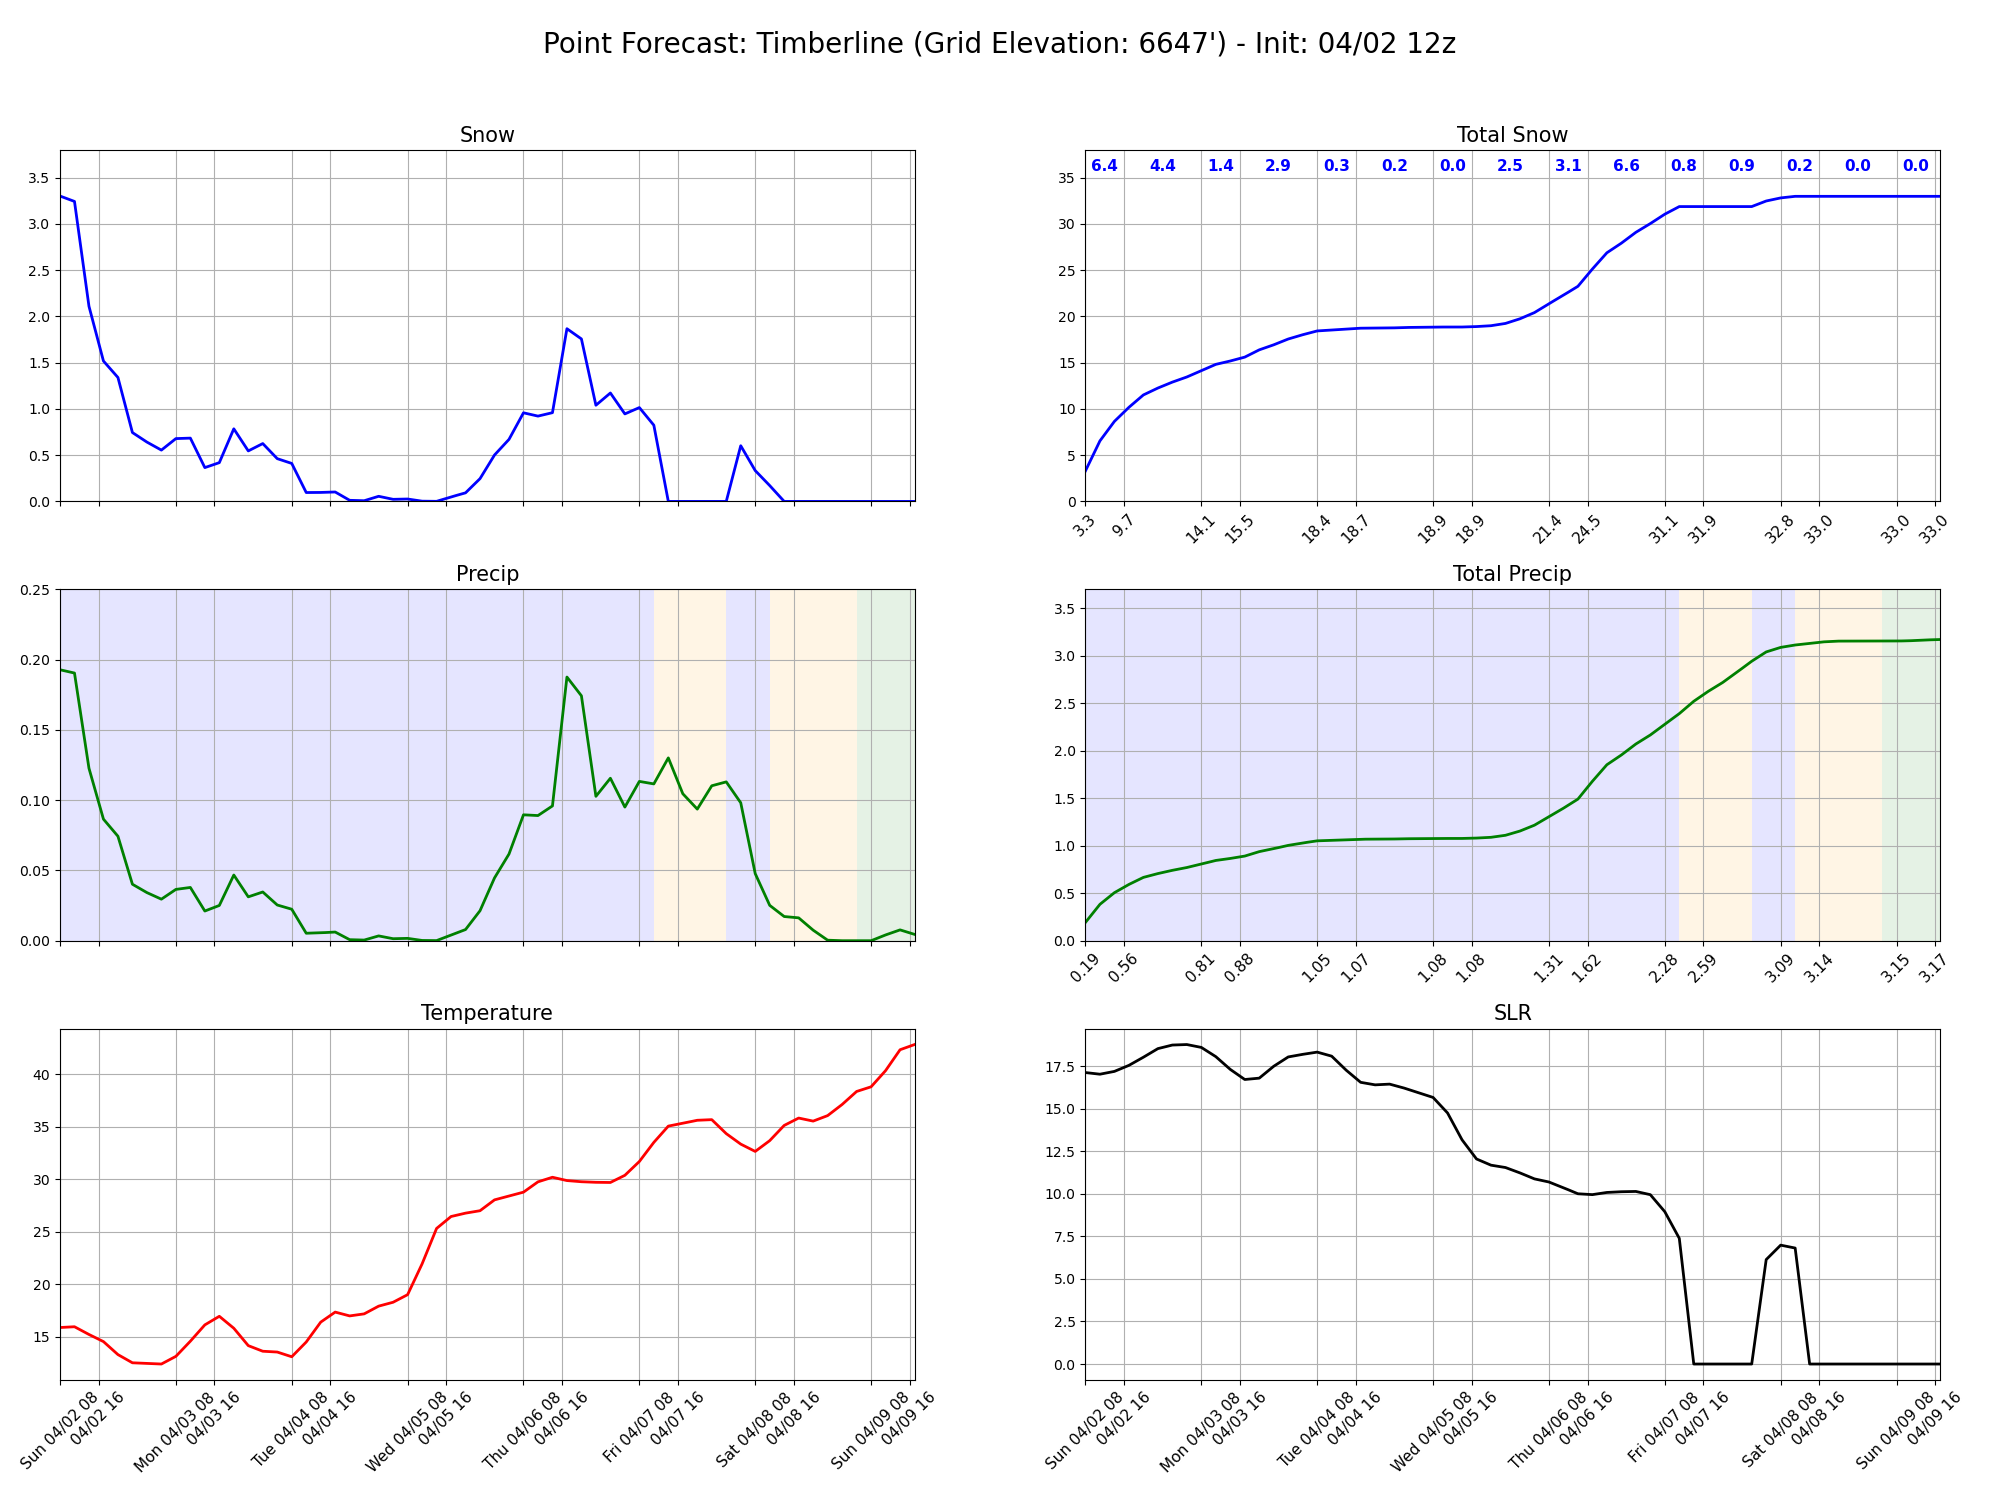 Point Forecast: Timberline (Grid Elevation: 6647') - Init: 04/02 12z
Snow
3.5
3.0
2.5
2.0
1.5
1.0
0.5
0.0
Total Snow
6.4 4.4 1.4 2.9 0.3 0.2 0.0 2.5 3.1 6.6 0.8 0.9 0.2 0.0 0.0
35
30
25
20
15
10
5
0
3.3 9.7 14.1 15.5 18.4 18.7 18.9 18.9 21.4 24.5 31.1 31.9 32.8 33.0 33.0 33.0
Precip
0.25
0.20
0.15
0.10
0.05
0.00
Total Precip
3.5
3.0
2.5
2.0
1.5
1.0
0.5
0.0
0.19 0.56 0.81 0.88 1.05 1.07 1.08 1.08 1.31 1.62 2.28 2.59 3.09 3.14 3.15 3.17
Temperature
40
35
30
25
20
15
Sun 04/02 08
04/02 16
Mon 04/03 08
04/03 16
Tue 04/04 08
04/04 16
Wed 04/05 08
04/05 16
Thu 04/06 08
04/06 16
Fri 04/07 08
04/07 16
Sat 04/08 08
04/08 16
Sun 04/09 08
04/09 16
SLR
17.5
15.0
12.5
10.0
7.5
5.0
2.5
0.0
Sun 04/02 08
04/02 16
Mon 04/03 08
04/03 16
Tue 04/04 08
04/04 16
Wed 04/05 08
04/05 16
Thu 04/06 08
04/06 16
Fri 04/07 08
04/07 16
Sat 04/08 08
04/08 16
Sun 04/09 08
04/09 16